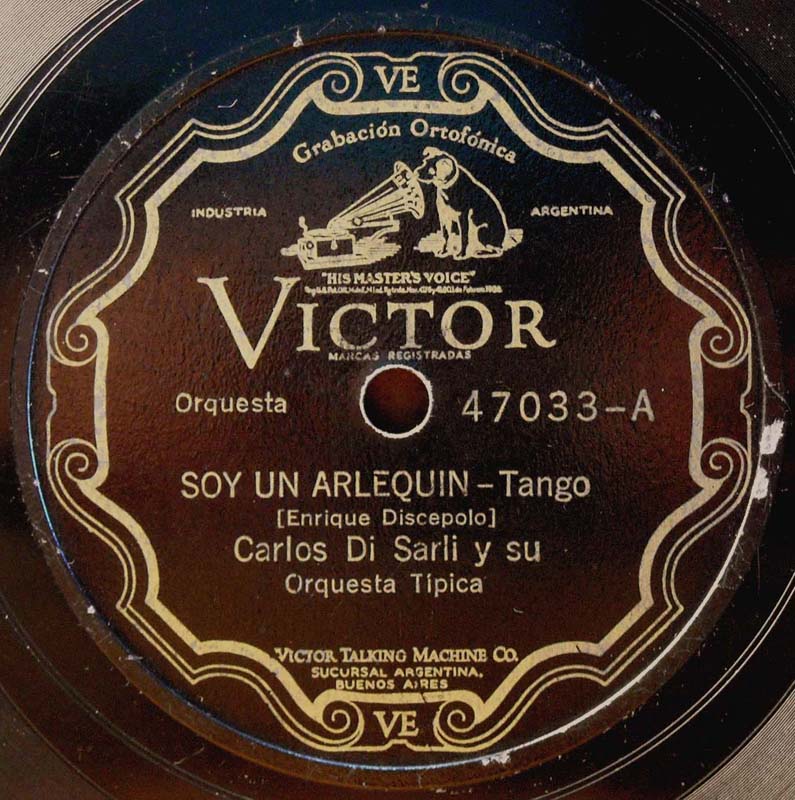 VE
Grabación Ortofónica
INDUSTRIA ARGENTINA
"HIS MASTER'S VOICE"
VICTOR
MARCAS REGISTRADAS
Orquesta 47033-A
SOY UN ARLEQUIN - Tango
[Enrique Discepolo]
Carlos Di Sarli y su
Orquesta Típica
VICTOR TALKING MACHINE CO.
SUCURSAL ARGENTINA,
BUENOS AIRES
VE